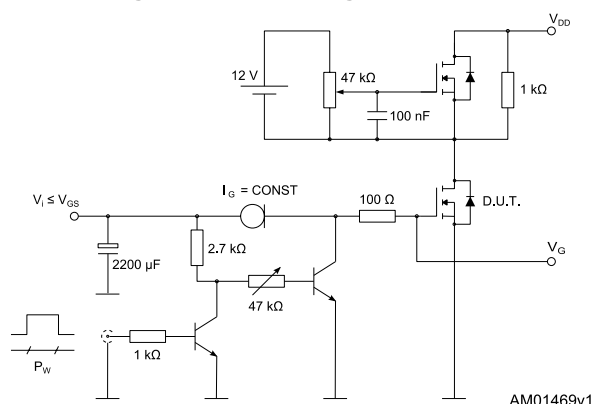 V_DD
12 V
47 kΩ
1 kΩ
100 nF
I_G = CONST
V_i ≤ V_GS
100 Ω
D.U.T.
2200 μF
2.7 kΩ
V_G
47 kΩ
1 kΩ
P_W
AM01469v1